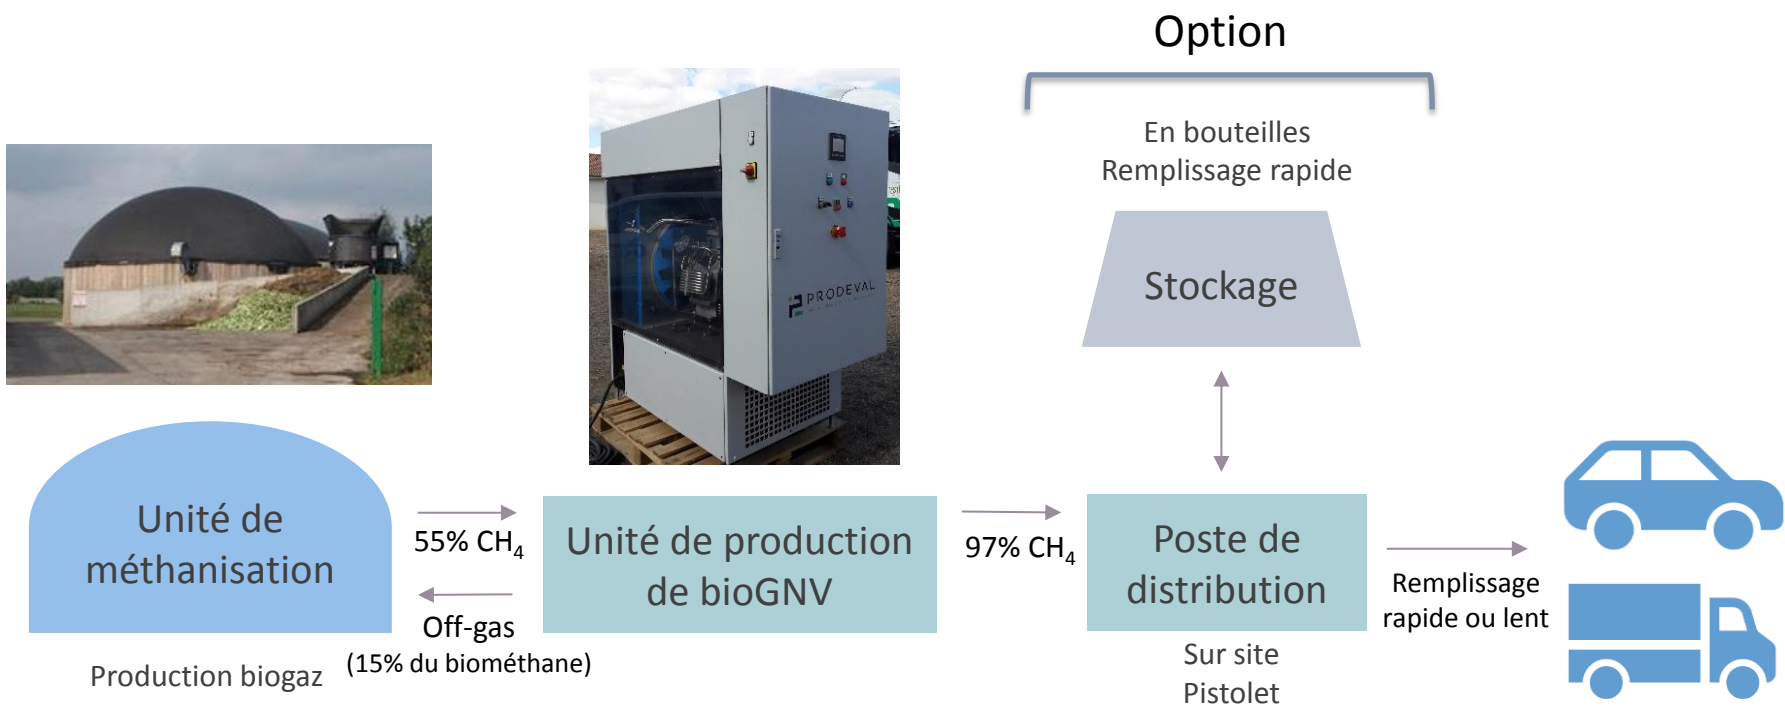 Option
En bouteilles
Remplissage rapide
PRODEVAL
Stockage
Unité de
méthanisation
55% CH₄
Off-gas
(15% du biométhane)
Production biogaz
Unité de production
de bioGNV
97% CH₄
Poste de
distribution
Sur site
Pistolet
Remplissage
rapide ou lent